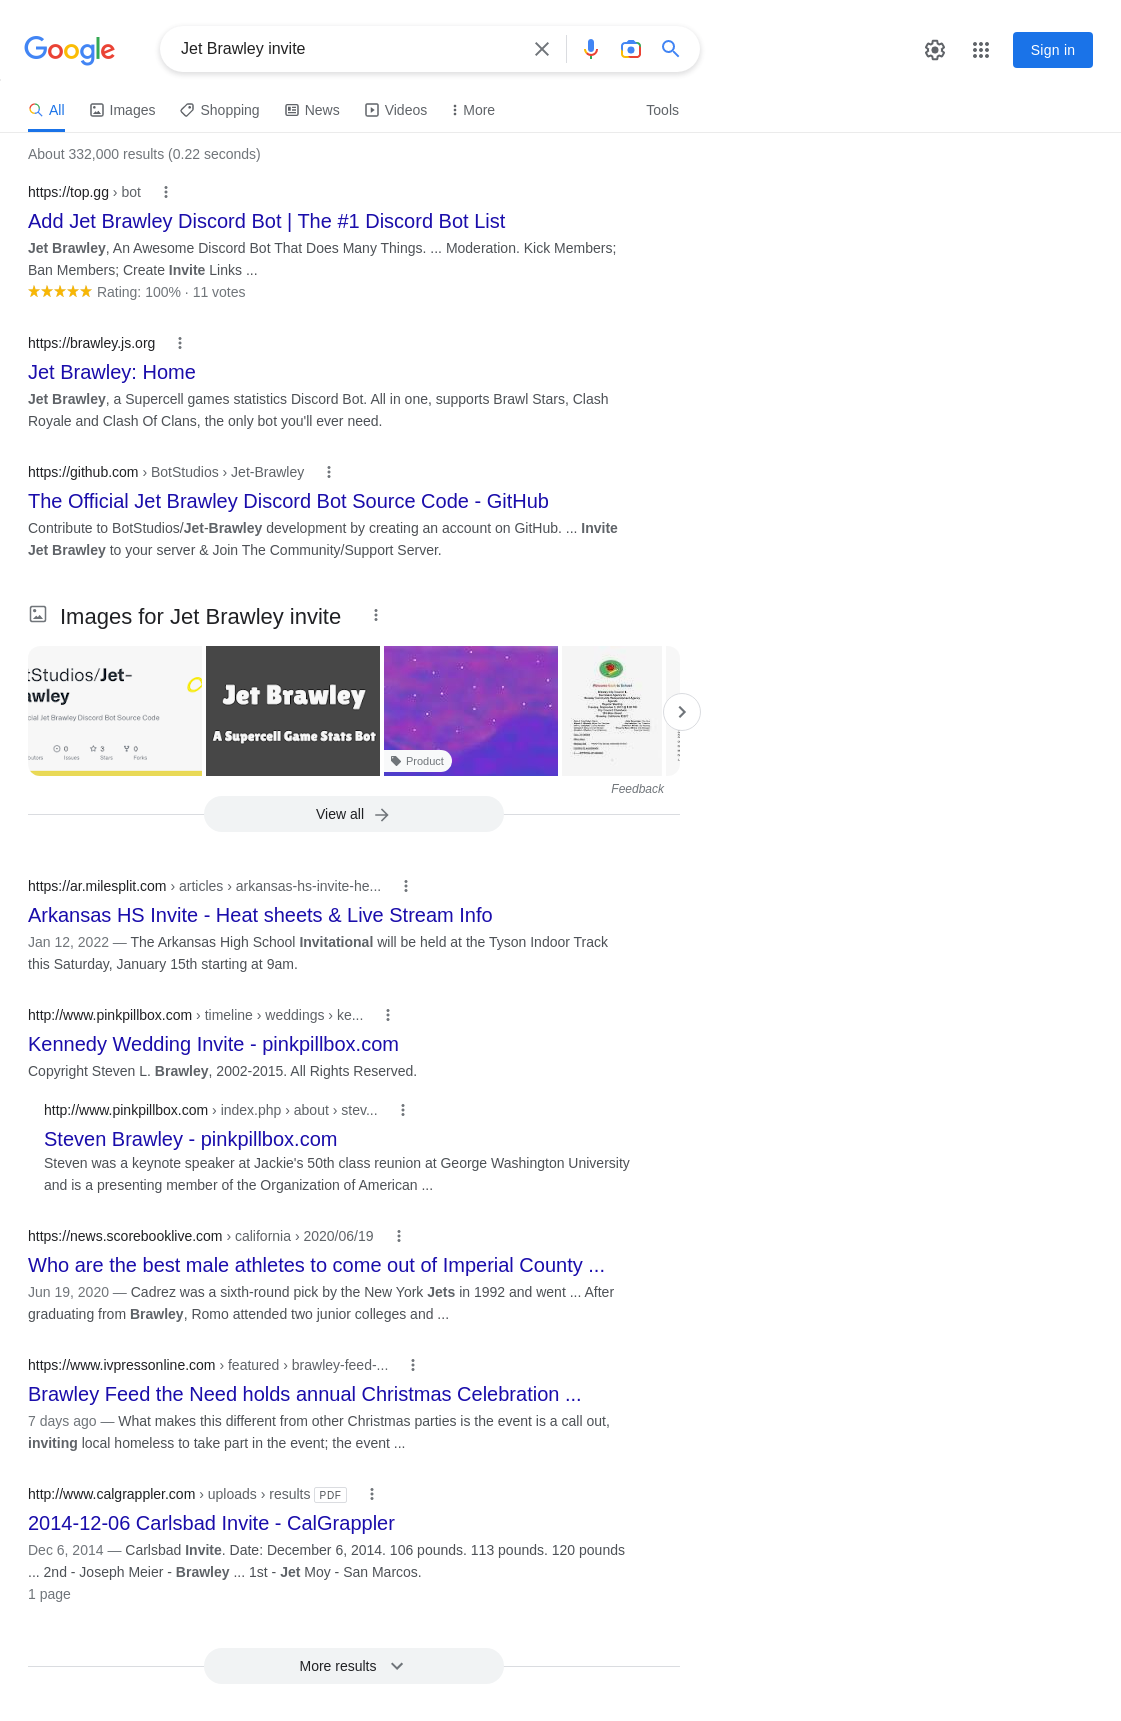 Google
Jet Brawley invite
Sign in
All
Images
Shopping
News
Videos
More
Tools
About 332,000 results (0.22 seconds)
https://top.gg › bot
Add Jet Brawley Discord Bot | The #1 Discord Bot List
Jet Brawley, An Awesome Discord Bot That Does Many Things. ... Moderation. Kick Members;
Ban Members; Create Invite Links ...
Rating: 100% · 11 votes
https://brawley.js.org
Jet Brawley: Home
Jet Brawley, a Supercell games statistics Discord Bot. All in one, supports Brawl Stars, Clash
Royale and Clash Of Clans, the only bot you'll ever need.
https://github.com › BotStudios › Jet-Brawley
The Official Jet Brawley Discord Bot Source Code - GitHub
Contribute to BotStudios/Jet-Brawley development by creating an account on GitHub. ... Invite
Jet Brawley to your server & Join The Community/Support Server.
Images for Jet Brawley invite
tStudios/Jet-
awley
cial Jet Brawley Discord Bot Source Code
0
3
0
Issues
Stars
Forks
Jet Brawley
A Supercell Game Stats Bot
Product
Feedback
View all
https://ar.milesplit.com › articles › arkansas-hs-invite-he...
Arkansas HS Invite - Heat sheets & Live Stream Info
Jan 12, 2022 — The Arkansas High School Invitational will be held at the Tyson Indoor Track
this Saturday, January 15th starting at 9am.
http://www.pinkpillbox.com › timeline › weddings › ke...
Kennedy Wedding Invite - pinkpillbox.com
Copyright Steven L. Brawley, 2002-2015. All Rights Reserved.
http://www.pinkpillbox.com › index.php › about › stev...
Steven Brawley - pinkpillbox.com
Steven was a keynote speaker at Jackie's 50th class reunion at George Washington University
and is a presenting member of the Organization of American ...
https://news.scorebooklive.com › california › 2020/06/19
Who are the best male athletes to come out of Imperial County ...
Jun 19, 2020 — Cadrez was a sixth-round pick by the New York Jets in 1992 and went ... After
graduating from Brawley, Romo attended two junior colleges and ...
https://www.ivpressonline.com › featured › brawley-feed-...
Brawley Feed the Need holds annual Christmas Celebration ...
7 days ago — What makes this different from other Christmas parties is the event is a call out,
inviting local homeless to take part in the event; the event ...
http://www.calgrappler.com › uploads › results PDF
2014-12-06 Carlsbad Invite - CalGrappler
Dec 6, 2014 — Carlsbad Invite. Date: December 6, 2014. 106 pounds. 113 pounds. 120 pounds
... 2nd - Joseph Meier - Brawley ... 1st - Jet Moy - San Marcos.
1 page
More results